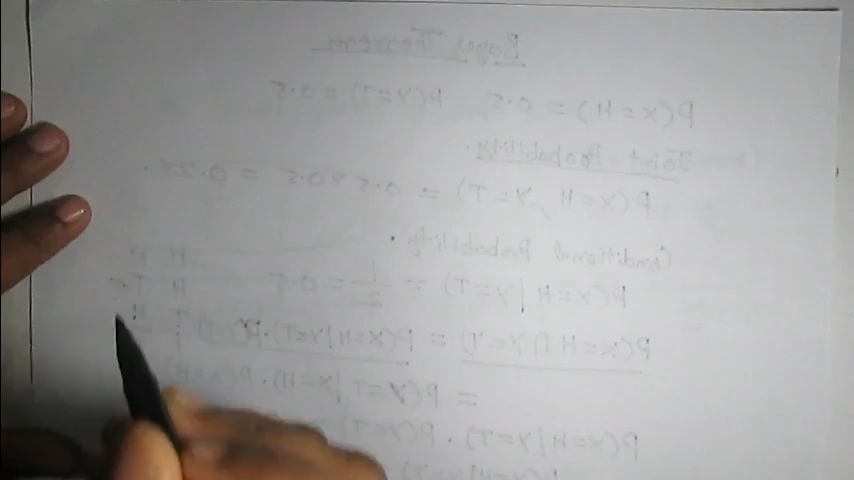 Bayes Theorem
P(X=H) = 0.5, P(Y=T) = 0.5
Joint Probability.
P(X=H, Y=T) = 0.5 × 0.5 = 0.25.
Conditional Probability.
H H
P(X=H|Y=T) = 1/2 = 0.5
H T
T H
P(X=H ∩ Y=T) = P(X=H|Y=T)·P(Y=T)
= P(Y=T|X=H)·P(X=H)
P(X=H|Y=T) · P(Y=T)
P(X=H|Y=T)